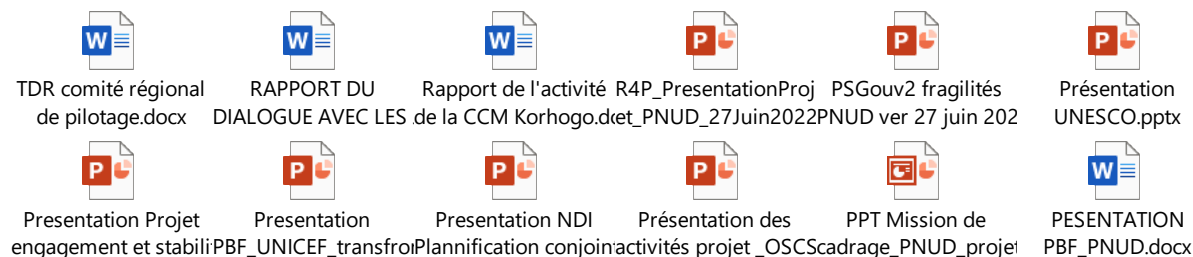 TDR comité régional de pilotage.docx
RAPPORT DU DIALOGUE AVEC LES
Rapport de l'activité de la CCM Korhogo.do
R4P_PresentationProj et_PNUD_27Juin2022
PSGouv2 fragilités PNUD ver 27 juin 202
Présentation UNESCO.pptx
Presentation Projet engagement et stabili
Presentation PBF_UNICEF_transfro
Presentation NDI Plannification conjoin
Présentation des activités projet _OSCS
PPT Mission de cadrage_PNUD_projet
PESENTATION PBF_PNUD.docx